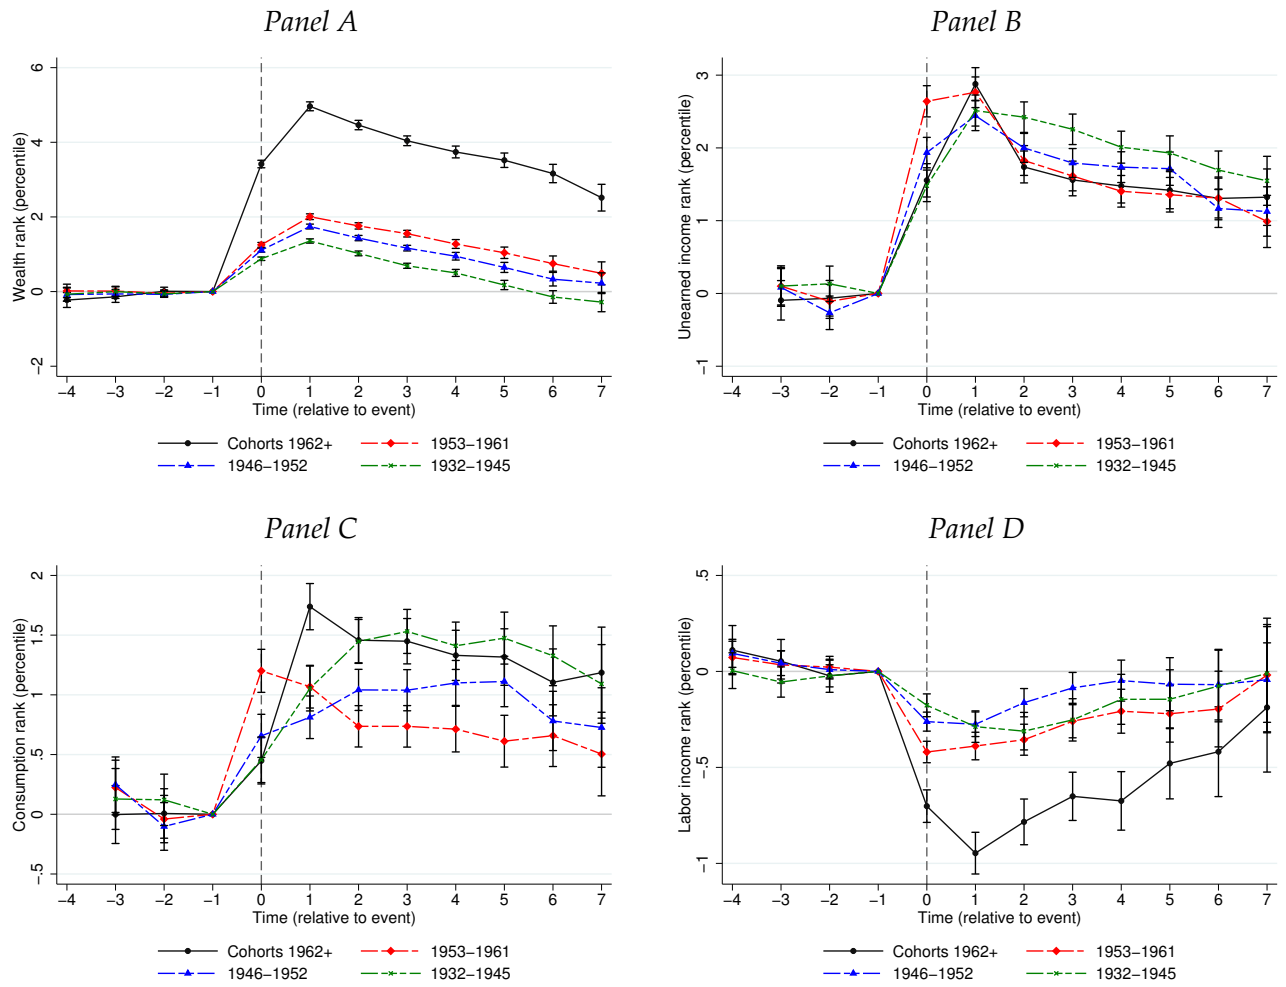 Panel A
Wealth rank (percentile)
6
4
2
0
−2
−4 −3 −2 −1 0 1 2 3 4 5 6 7
Time (relative to event)
Cohorts 1962+ 1953−1961
1946−1952 1932−1945
Panel B
Unearned income rank (percentile)
3
2
1
0
−1
−4 −3 −2 −1 0 1 2 3 4 5 6 7
Time (relative to event)
Cohorts 1962+ 1953−1961
1946−1952 1932−1945
Panel C
Consumption rank (percentile)
2
1.5
1
.5
0
−.5
−4 −3 −2 −1 0 1 2 3 4 5 6 7
Time (relative to event)
Cohorts 1962+ 1953−1961
1946−1952 1932−1945
Panel D
Labor income rank (percentile)
.5
0
−.5
−1
−4 −3 −2 −1 0 1 2 3 4 5 6 7
Time (relative to event)
Cohorts 1962+ 1953−1961
1946−1952 1932−1945